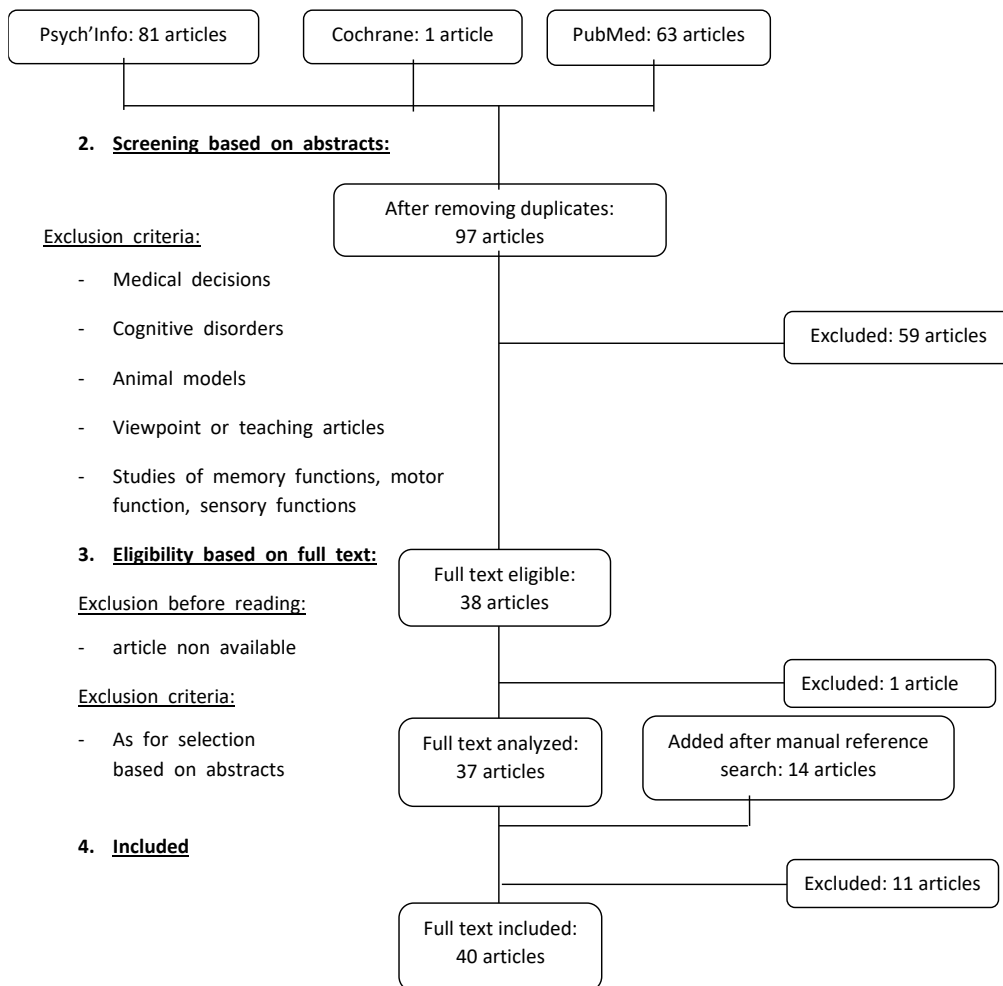 Psych’Info: 81 articles
Cochrane: 1 article
PubMed: 63 articles
2. Screening based on abstracts:
After removing duplicates:
97 articles
Exclusion criteria:
- Medical decisions
- Cognitive disorders
Excluded: 59 articles
- Animal models
- Viewpoint or teaching articles
- Studies of memory functions, motor
function, sensory functions
3. Eligibility based on full text:
Full text eligible:
38 articles
Exclusion before reading:
- article non available
Excluded: 1 article
Exclusion criteria:
- As for selection
based on abstracts
Full text analyzed:
37 articles
Added after manual reference
search: 14 articles
4. Included
Excluded: 11 articles
Full text included:
40 articles